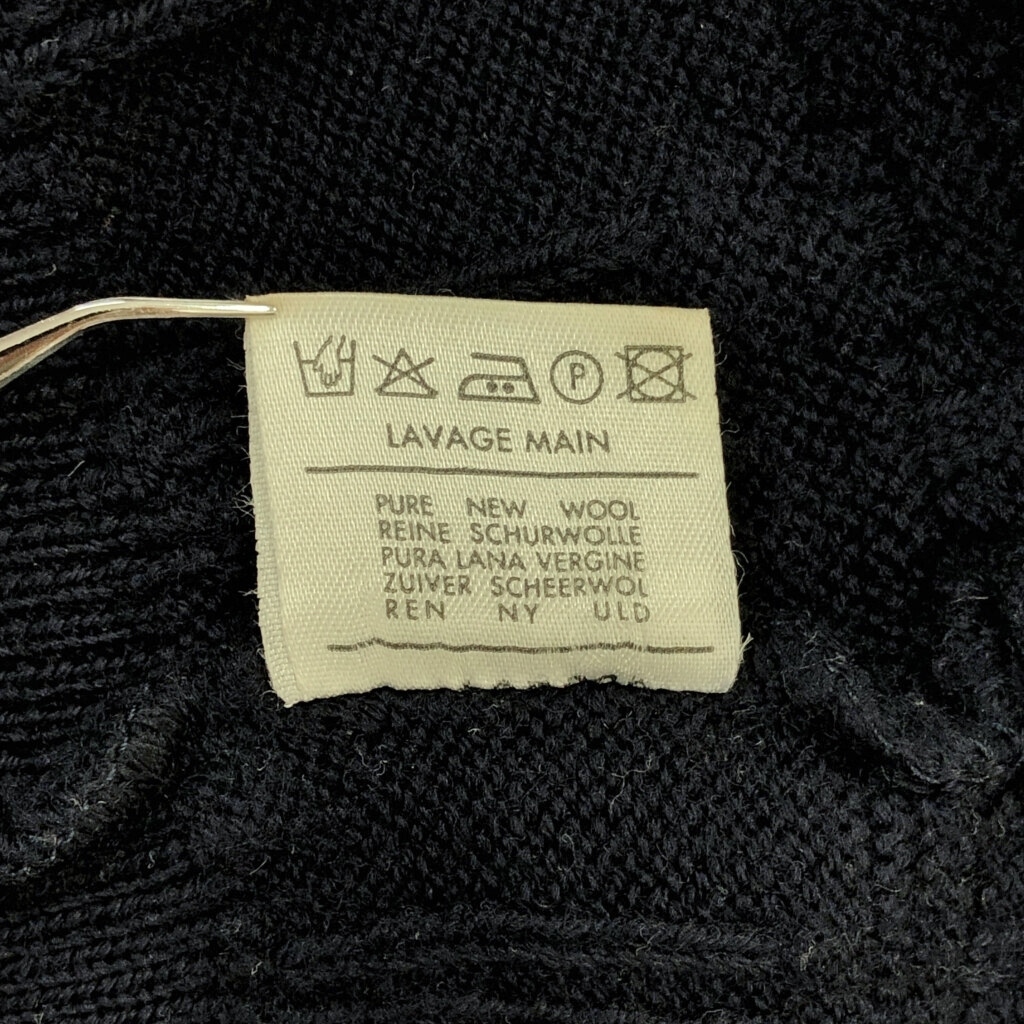 P
LAVAGE MAIN
PURE NEW WOOL
REINE SCHURWOLLE
PURA LANA VERGINE
ZUIVER SCHEERWOL
REN NY ULD